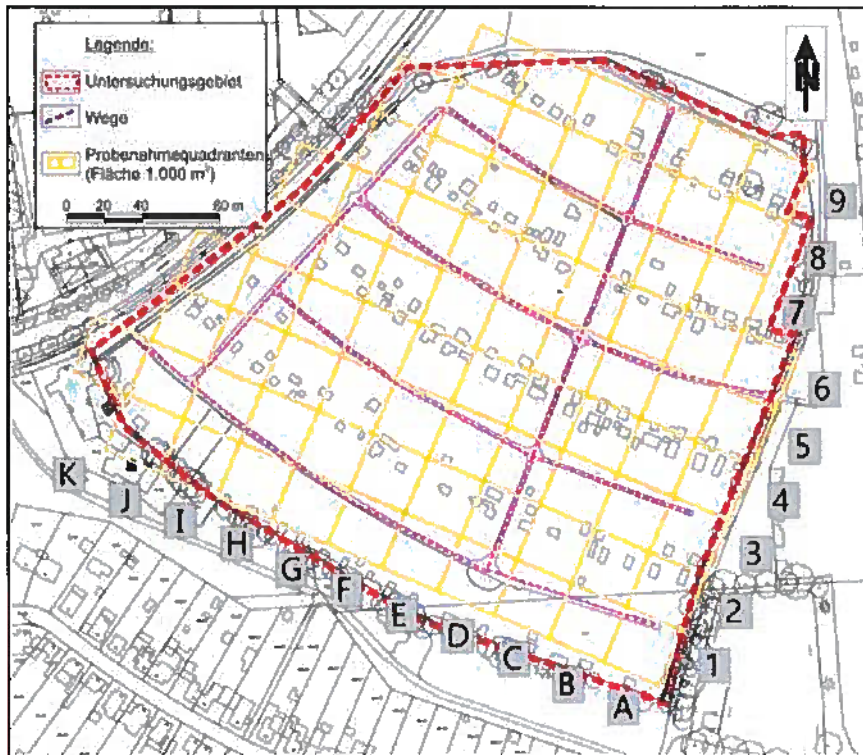 Legende:
Untersuchungsgebiet
Wege
Probenahmequadranten
(Fläche 1.000 m²)
0 20 40 80 m
N
9
8
7
6
5
4
3
2
1
K
J
I
H
G
F
E
D
C
B
A